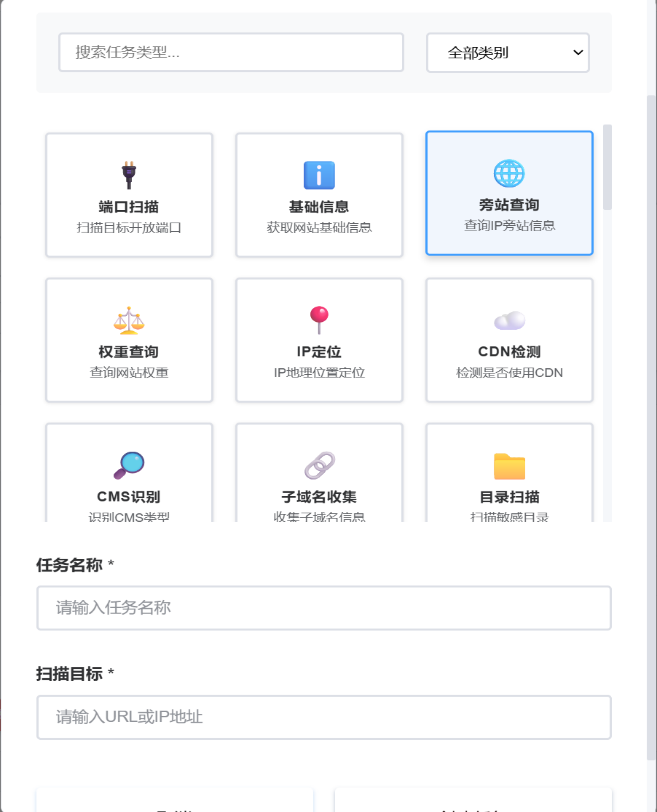 搜索任务类型...
全部类别
端口扫描
扫描目标开放端口
基础信息
获取网站基础信息
旁站查询
查询IP旁站信息
权重查询
查询网站权重
IP定位
IP地理位置定位
CDN检测
检测是否使用CDN
CMS识别
识别CMS类型
子域名收集
收集子域名信息
目录扫描
扫描敏感目录
任务名称 *
请输入任务名称
扫描目标 *
请输入URL或IP地址